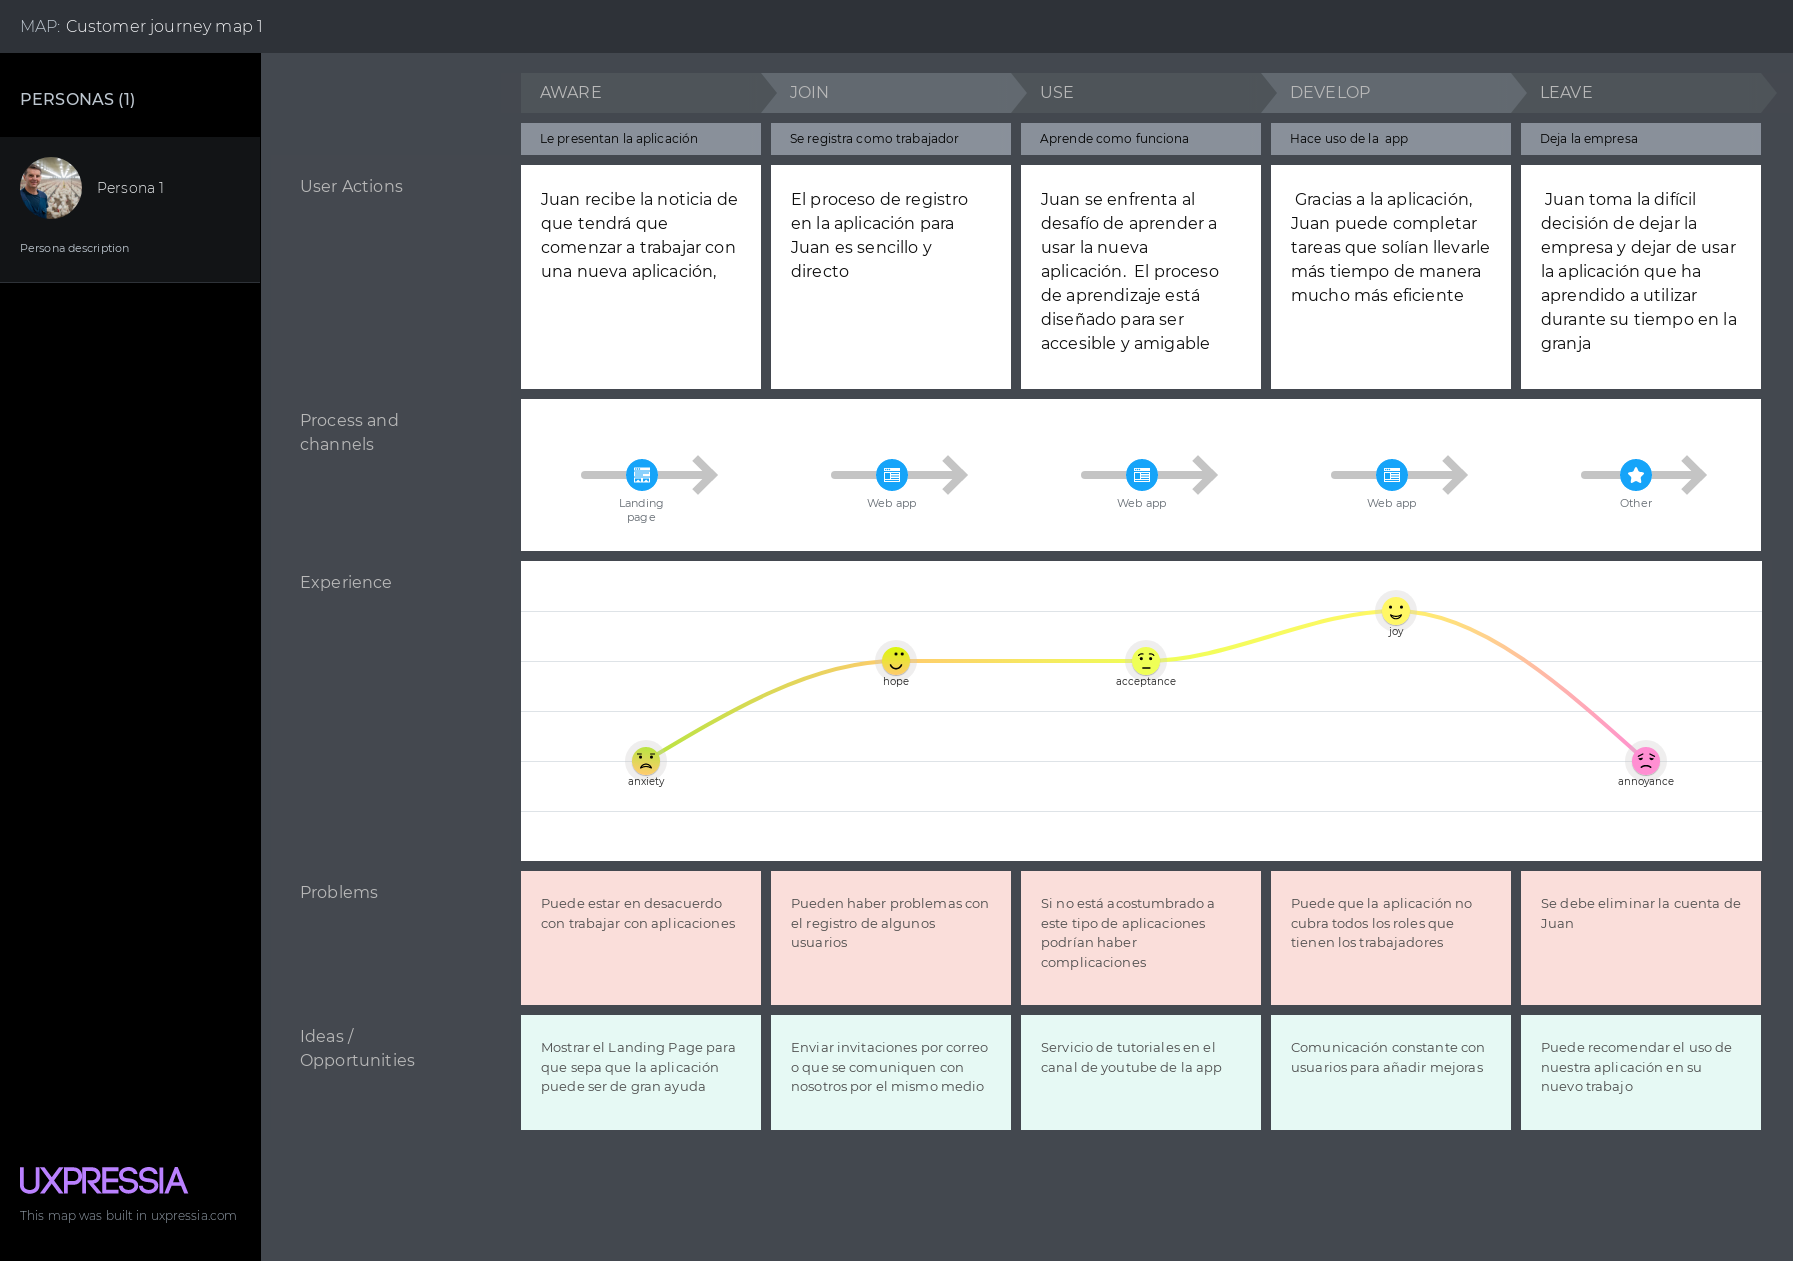 MAP: Customer journey map 1
PERSONAS (1)
Persona 1
Persona description
AWARE
JOIN
USE
DEVELOP
LEAVE
Le presentan la aplicación
Se registra como trabajador
Aprende como funciona
Hace uso de la  app
Deja la empresa
User Actions
Juan recibe la noticia de
que tendrá que
comenzar a trabajar con
una nueva aplicación,
El proceso de registro
en la aplicación para
Juan es sencillo y
directo
Juan se enfrenta al
desafío de aprender a
usar la nueva
aplicación.  El proceso
de aprendizaje está
diseñado para ser
accesible y amigable
Gracias a la aplicación,
Juan puede completar
tareas que solían llevarle
más tiempo de manera
mucho más eficiente
Juan toma la difícil
decisión de dejar la
empresa y dejar de usar
la aplicación que ha
aprendido a utilizar
durante su tiempo en la
granja
Process and
channels
Landing
page
Web app
Web app
Web app
Other
Experience
anxiety
hope
acceptance
joy
annoyance
Problems
Puede estar en desacuerdo
con trabajar con aplicaciones
Pueden haber problemas con
el registro de algunos
usuarios
Si no está acostumbrado a
este tipo de aplicaciones
podrían haber
complicaciones
Puede que la aplicación no
cubra todos los roles que
tienen los trabajadores
Se debe eliminar la cuenta de
Juan
Ideas /
Opportunities
Mostrar el Landing Page para
que sepa que la aplicación
puede ser de gran ayuda
Enviar invitaciones por correo
o que se comuniquen con
nosotros por el mismo medio
Servicio de tutoriales en el
canal de youtube de la app
Comunicación constante con
usuarios para añadir mejoras
Puede recomendar el uso de
nuestra aplicación en su
nuevo trabajo
UXPRESSIA
This map was built in uxpressia.com